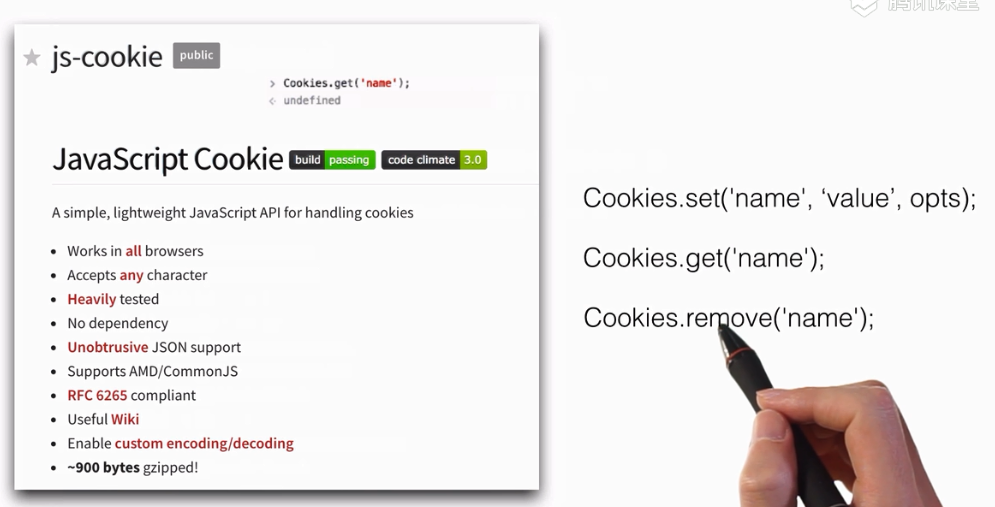 腾讯课堂
js-cookie public
> Cookies.get('name');
< undefined
JavaScript Cookie build passing code climate 3.0
A simple, lightweight JavaScript API for handling cookies
• Works in all browsers
• Accepts any character
• Heavily tested
• No dependency
• Unobtrusive JSON support
• Supports AMD/CommonJS
• RFC 6265 compliant
• Useful Wiki
• Enable custom encoding/decoding
• ~900 bytes gzipped!
Cookies.set('name', ‘value’, opts);
Cookies.get('name');
Cookies.remove('name');